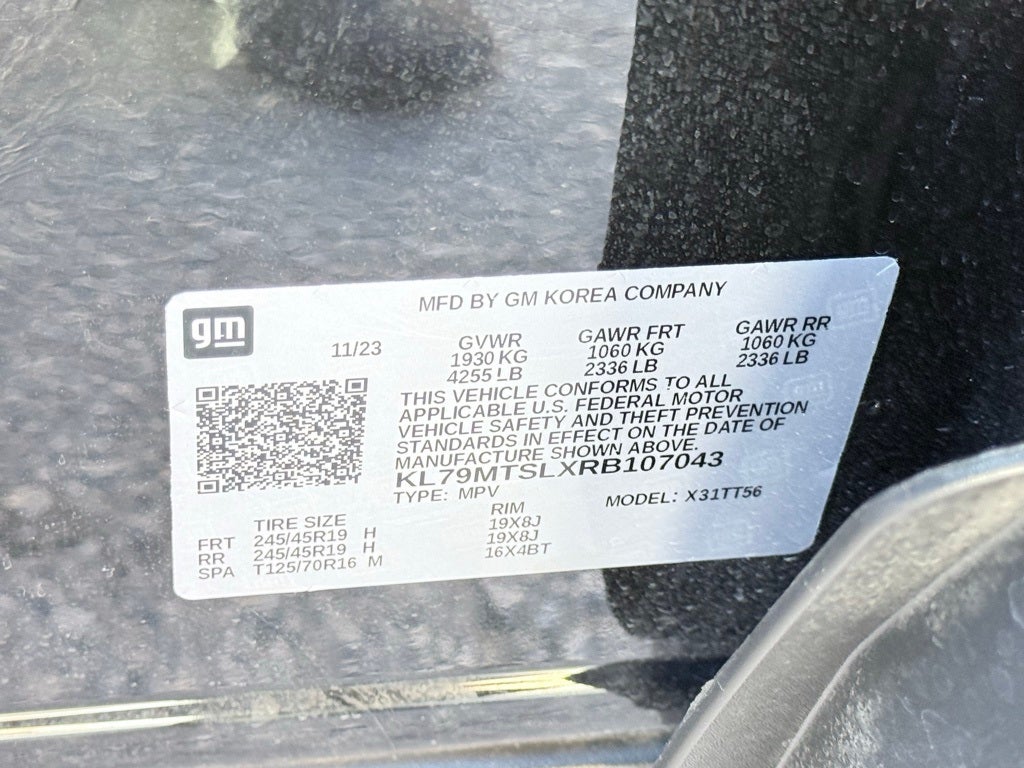 MFD BY GM KOREA COMPANY
gm
11/23
GVWR
1930 KG
4255 LB
GAWR FRT
1060 KG
2336 LB
GAWR RR
1060 KG
2336 LB
THIS VEHICLE CONFORMS TO ALL
APPLICABLE U.S. FEDERAL MOTOR
VEHICLE SAFETY AND THEFT PREVENTION
STANDARDS IN EFFECT ON THE DATE OF
MANUFACTURE SHOWN ABOVE.
KL79MTSLXRB107043
TYPE: MPV MODEL: X31TT56
TIRE SIZE RIM
FRT 245/45R19 H 19X8J
RR 245/45R19 H 19X8J
SPA T125/70R16 M 16X4BT